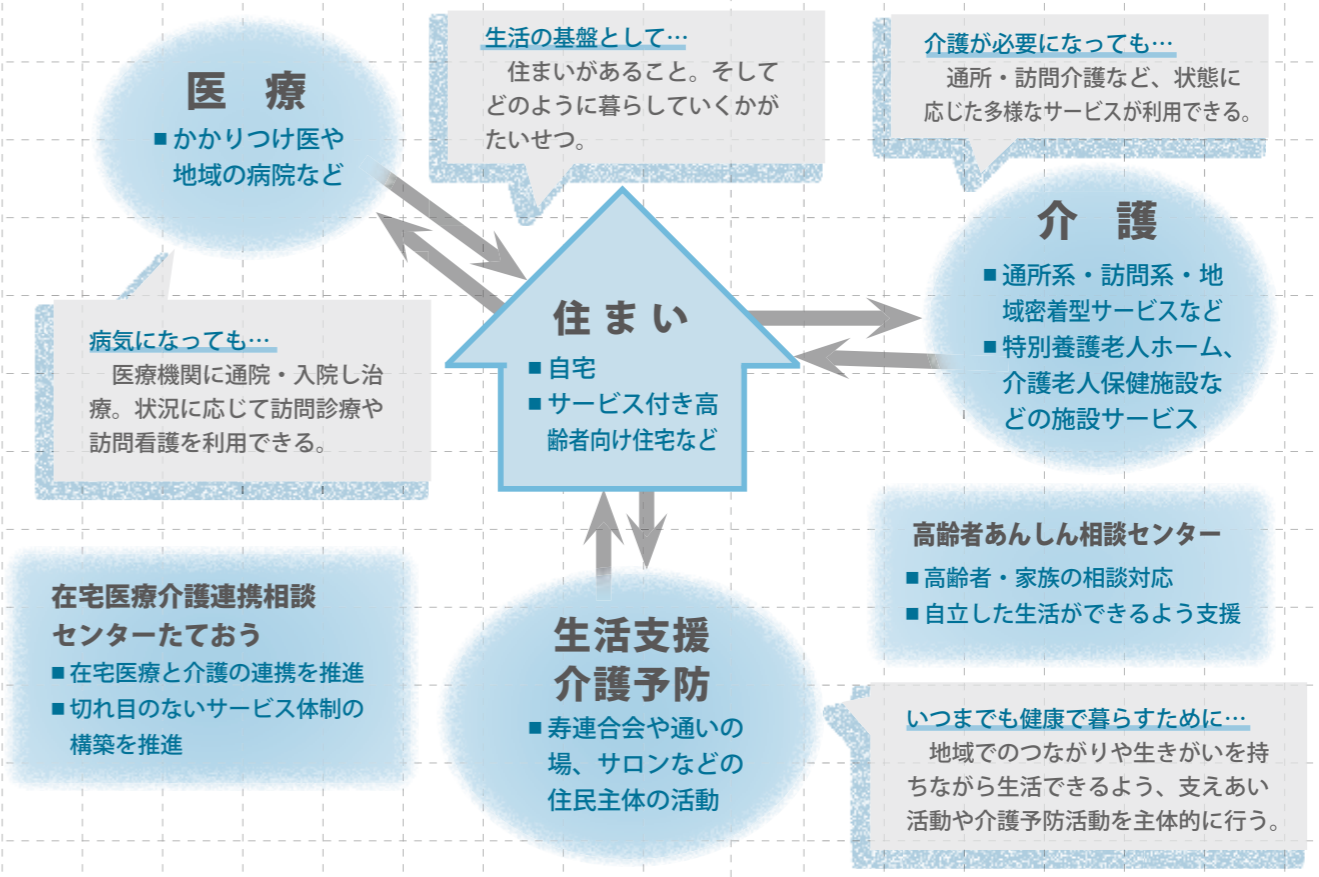 医　療
■かかりつけ医や
地域の病院など
生活の基盤として…
住まいがあること。そして
どのように暮らしていくかが
たいせつ。
介護が必要になっても…
通所・訪問介護など、状態に
応じた多様なサービスが利用できる。
介　護
■通所系・訪問系・地
域密着型サービスなど
■特別養護老人ホーム、
介護老人保健施設な
どの施設サービス
病気になっても…
医療機関に通院・入院し治
療。状況に応じて訪問診療や
訪問看護を利用できる。
住まい
■自宅
■サービス付き高
齢者向け住宅など
在宅医療介護連携相談
センターたておう
■在宅医療と介護の連携を推進
■切れ目のないサービス体制の
構築を推進
生活支援
介護予防
■寿連合会や通いの
場、サロンなどの
住民主体の活動
高齢者あんしん相談センター
■高齢者・家族の相談対応
■自立した生活ができるよう支援
いつまでも健康で暮らすために…
地域でのつながりや生きがいを持
ちながら生活できるよう、支えあい
活動や介護予防活動を主体的に行う。